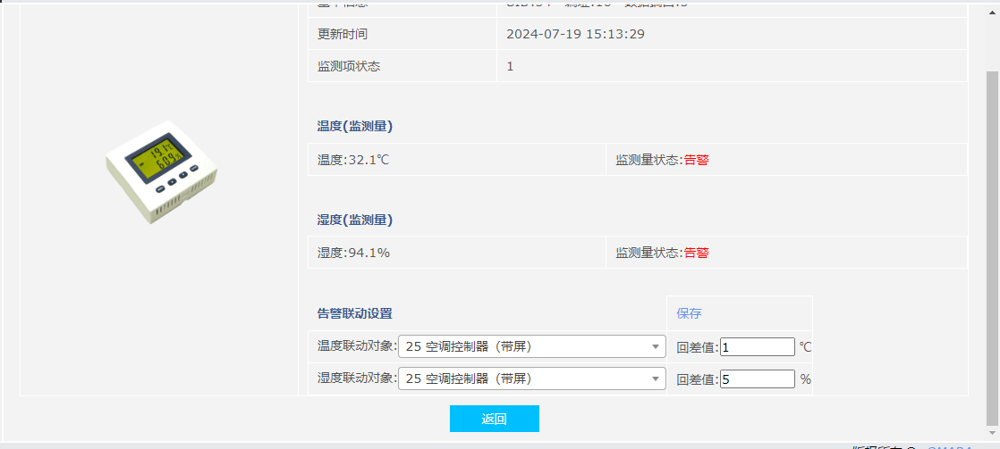 更新时间 2024-07-19 15:13:29
监测项状态 1
温度(监测量)
温度:32.1℃ 监测量状态:告警
19.1℃
60.9%
湿度(监测量)
湿度:94.1% 监测量状态:告警
告警联动设置 保存
温度联动对象: 25 空调控制器（带屏） 回差值: 1 ℃
湿度联动对象: 25 空调控制器（带屏） 回差值: 5 %
返回